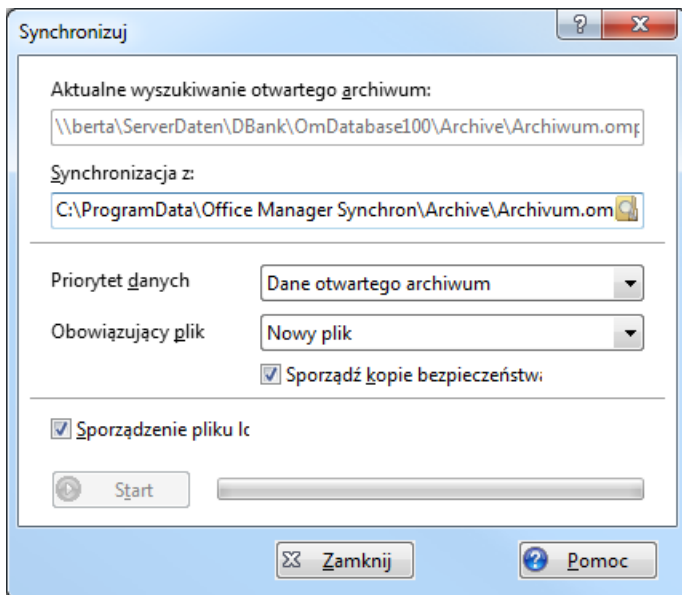 Synchronizuj
Aktualne wyszukiwanie otwartego archiwum:
\\berta\ServerDaten\DBank\OmDatabase100\Archive\Archiwum.omp
Synchronizacja z:
C:\ProgramData\Office Manager Synchron\Archive\Archivum.om
Priorytet danych
Dane otwartego archiwum
Obowiązujący plik
Nowy plik
Sporządź kopie bezpieczeństwa
Sporządzenie pliku lo
Start
Zamknij
Pomoc